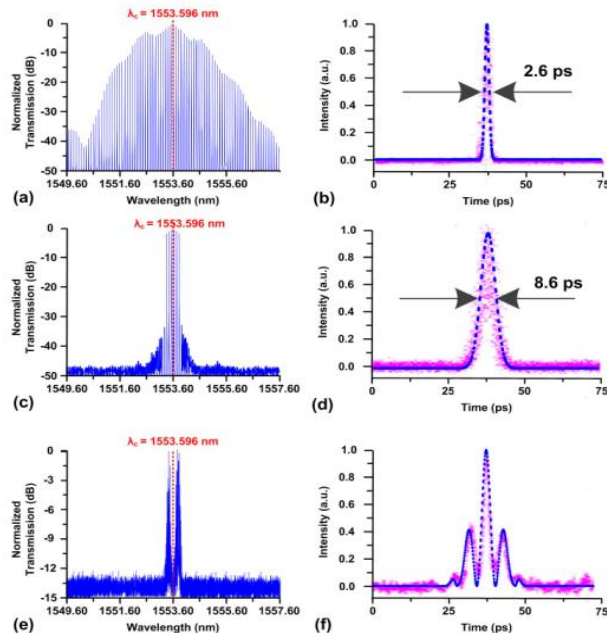 λc = 1553.596 nm
Normalized
Transmission (dB)
0
-10
-20
-30
-40
-50
1549.60
1551.60
1553.60
1555.60
Wavelength (nm)
(a)
Intensity (a.u.)
1.0
0.8
0.6
0.4
0.2
0.0
2.6 ps
0
25
50
75
Time (ps)
(b)
λc = 1553.596 nm
Normalized
Transmission (dB)
0
-10
-20
-30
-40
-50
1549.60
1551.60
1553.60
1555.60
1557.60
Wavelength (nm)
(c)
Intensity (a.u.)
1.0
0.8
0.6
0.4
0.2
0.0
8.6 ps
0
25
50
75
Time (ps)
(d)
λc = 1553.596 nm
Normalized
Transmission (dB)
0
-3
-6
-9
-12
-15
1549.60
1551.60
1553.60
1555.60
1557.60
Wavelength (nm)
(e)
Intensity (a.u.)
1.0
0.8
0.6
0.4
0.2
0.0
0
25
50
75
Time (ps)
(f)